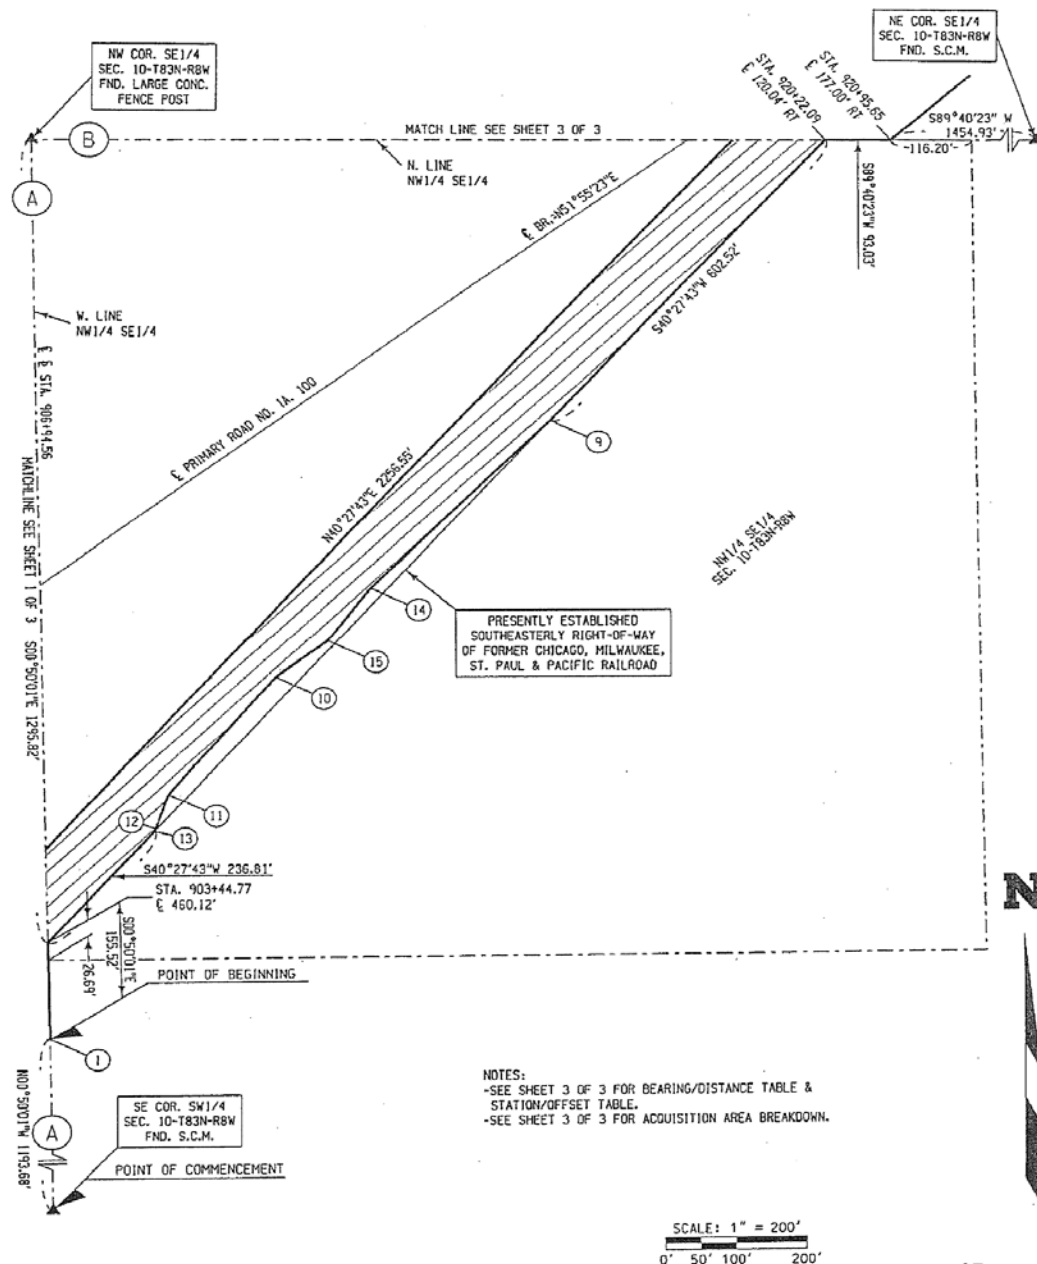 NW COR. SE1/4
SEC. 10-T83N-R8W
FND. LARGE CONC.
FENCE POST
NE COR. SE1/4
SEC. 10-T83N-R8W
FND. S.C.M.
STA. 920+22.09
℄ 120.04' RT
STA. 920+95.65
℄ 177.00' RT
S89°40'23" W
1454.93'
116.20'
B
MATCH LINE SEE SHEET 3 OF 3
N. LINE
NW1/4 SE1/4
A
S89°40'23"W 93.03'
℄ BR.=N51°55'23"E
S40°27'43"W 602.52'
W. LINE
NW1/4 SE1/4
℄ STA. 906+94.56
℄ PRIMARY ROAD NO. IA. 100
9
N40°27'43"E 2256.55'
MATCHLINE SEE SHEET 1 OF 3 S00°50'01"E 1295.82'
NW1/4 SE1/4
SEC. 10-T83N-R8W
14
PRESENTLY ESTABLISHED
SOUTHEASTERLY RIGHT-OF-WAY
OF FORMER CHICAGO, MILWAUKEE,
ST. PAUL & PACIFIC RAILROAD
15
10
11
12
13
S40°27'43"W 236.81'
STA. 903+44.77
℄ 460.12'
S00°50'01"E
155.52'
26.69'
POINT OF BEGINNING
N
1
N00°50'01"W 1193.68'
SE COR. SW1/4
SEC. 10-T83N-R8W
FND. S.C.M.
A
POINT OF COMMENCEMENT
NOTES:
-SEE SHEET 3 OF 3 FOR BEARING/DISTANCE TABLE &
STATION/OFFSET TABLE.
-SEE SHEET 3 OF 3 FOR ACQUISITION AREA BREAKDOWN.
SCALE: 1" = 200'
0' 50' 100' 200'